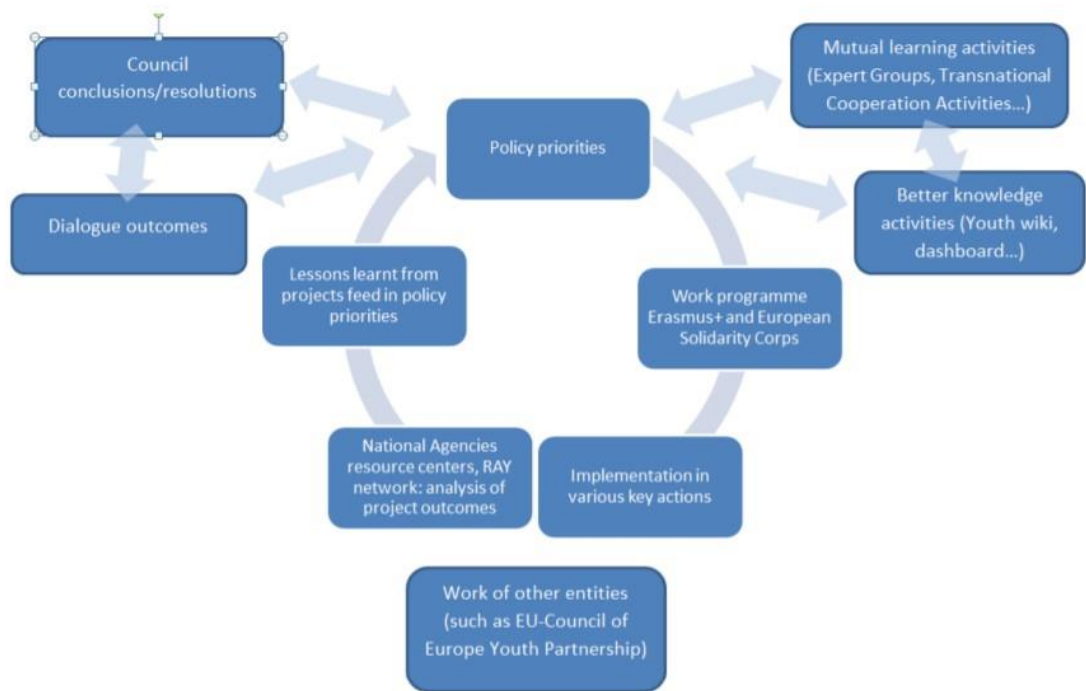 Council
conclusions/resolutions
Mutual learning activities
(Expert Groups, Transnational
Cooperation Activities...)
Policy priorities
Dialogue outcomes
Better knowledge
activities (Youth wiki,
dashboard...)
Lessons learnt from
projects feed in policy
priorities
Work programme
Erasmus+ and European
Solidarity Corps
National Agencies
resource centers, RAY
network: analysis of
project outcomes
Implementation in
various key actions
Work of other entities
(such as EU-Council of
Europe Youth Partnership)